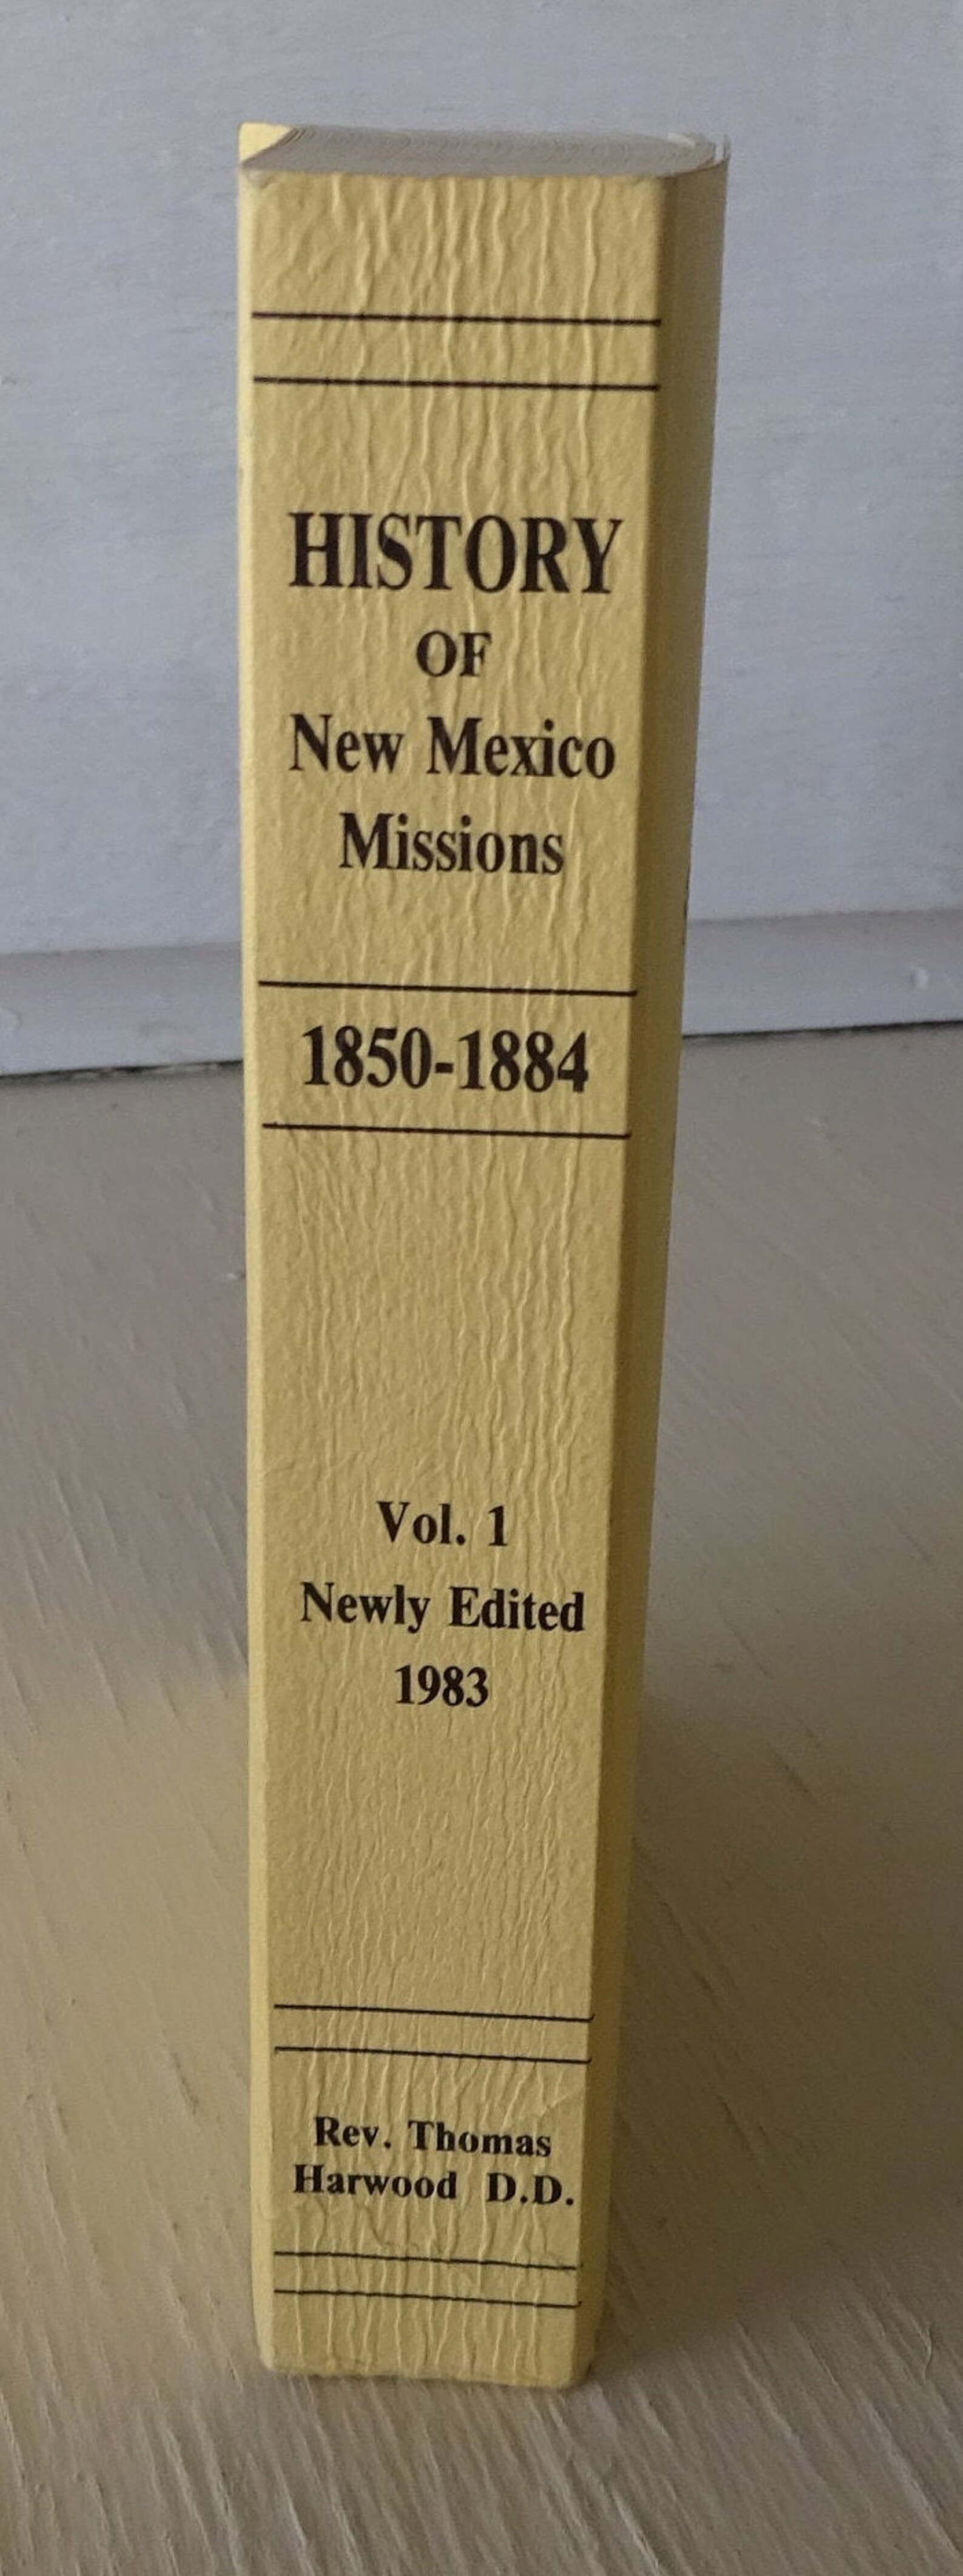 HISTORY
OF
New Mexico
Missions
1850-1884
Vol. 1
Newly Edited
1983
Rev. Thomas
Harwood D.D.